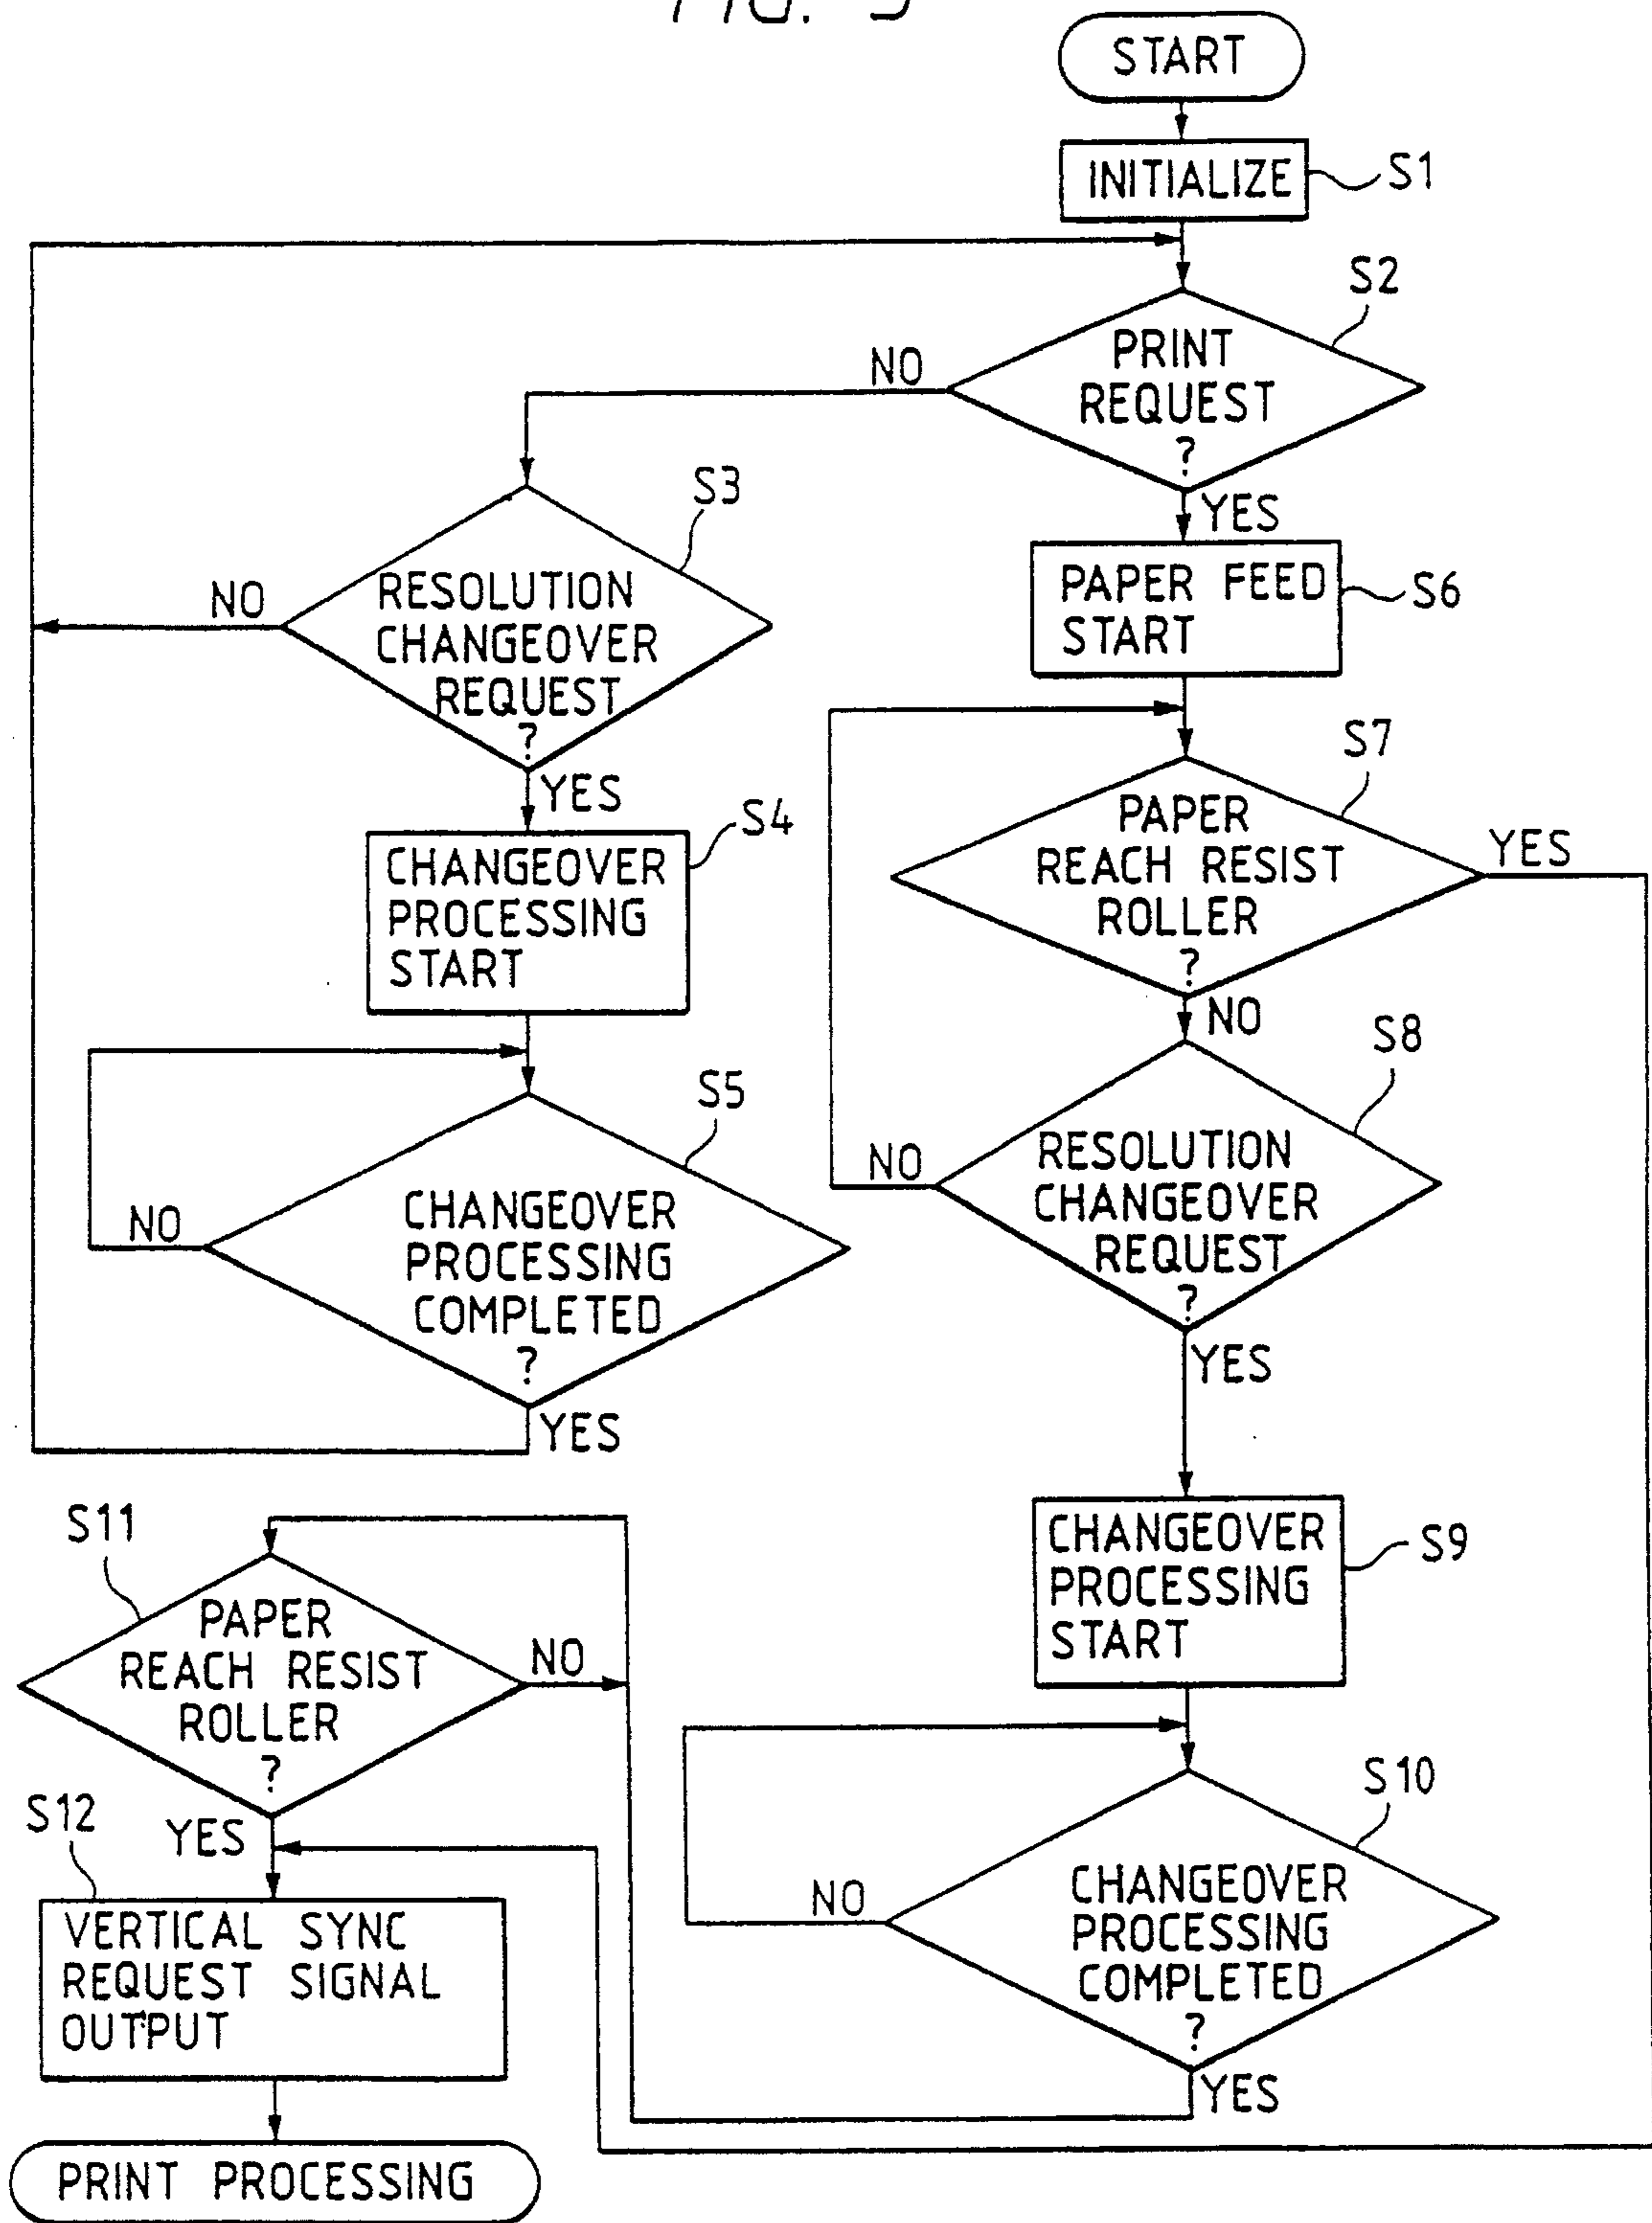 FIG. 5
START
INITIALIZE
S1
S2
PRINT
REQUEST
?
NO
YES
S3
RESOLUTION
CHANGEOVER
REQUEST
?
NO
YES
PAPER FEED
START
S6
S4
CHANGEOVER
PROCESSING
START
S7
PAPER
REACH RESIST
ROLLER
?
YES
NO
S5
CHANGEOVER
PROCESSING
COMPLETED
?
NO
YES
S8
RESOLUTION
CHANGEOVER
REQUEST
?
NO
YES
S9
CHANGEOVER
PROCESSING
START
S10
CHANGEOVER
PROCESSING
COMPLETED
?
NO
YES
S11
PAPER
REACH RESIST
ROLLER
?
NO
YES
S12
VERTICAL SYNC
REQUEST SIGNAL
OUTPUT
PRINT PROCESSING